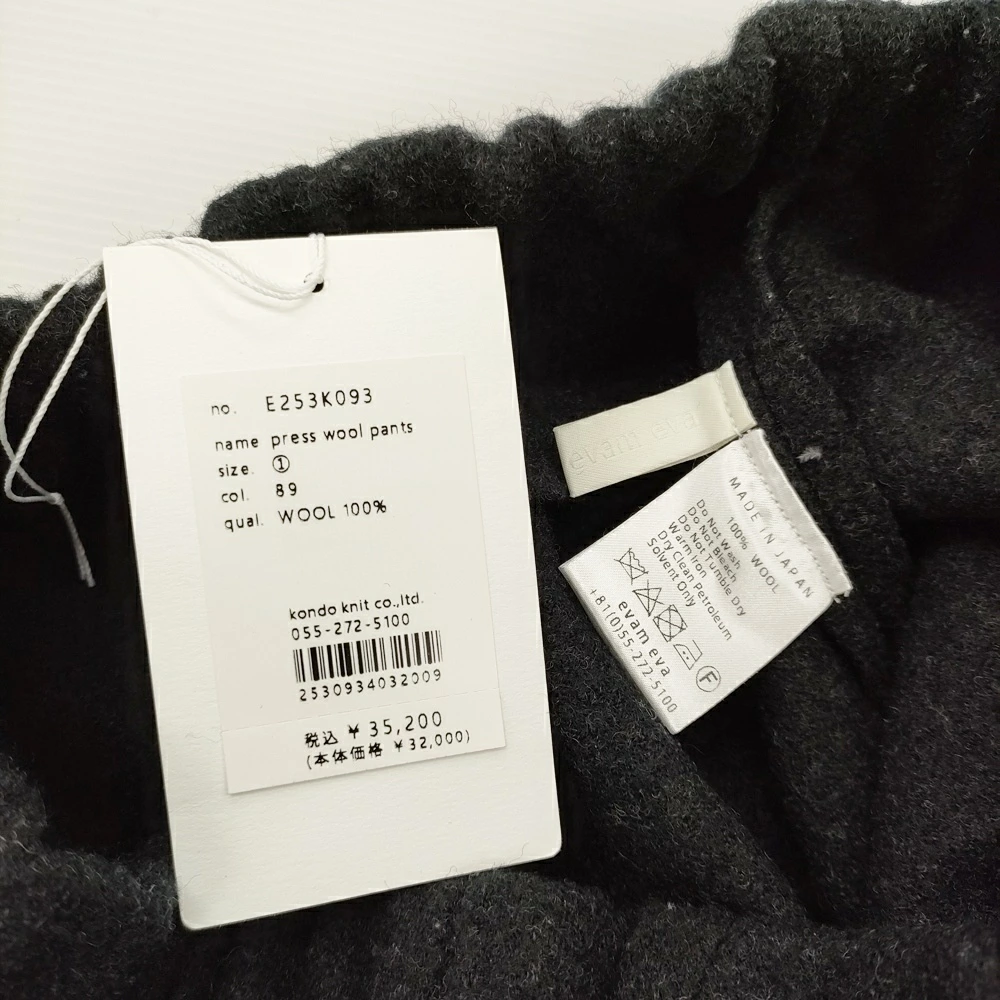 no. E253K093
name press wool pants
size. ①
col. 89
qual. WOOL 100%
kondo knit co.,ltd.
055-272-5100
2530934032009
税込 ¥ 35,200
(本体価格 ¥32,000)
evam eva
MADE IN JAPAN
100% WOOL
Do Not Wash
Do Not Bleach
Do Not Tumble Dry
Warm Iron
Dry Clean Petroleum
Solvent Only
F
evam eva
+81(0)55-272-5100